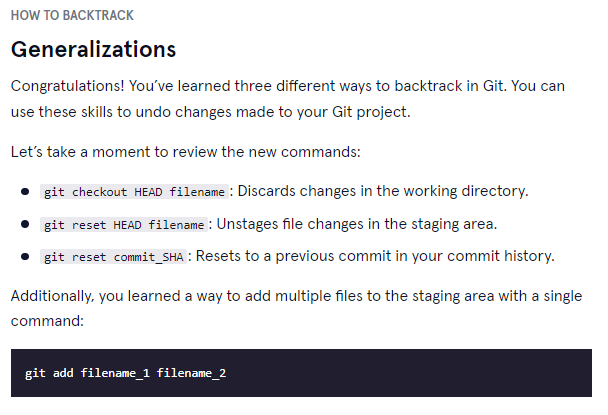 HOW TO BACKTRACK
Generalizations
Congratulations! You’ve learned three different ways to backtrack in Git. You can
use these skills to undo changes made to your Git project.
Let’s take a moment to review the new commands:
git checkout HEAD filename: Discards changes in the working directory.
git reset HEAD filename: Unstages file changes in the staging area.
git reset commit_SHA: Resets to a previous commit in your commit history.
Additionally, you learned a way to add multiple files to the staging area with a single
command:
git add filename_1 filename_2